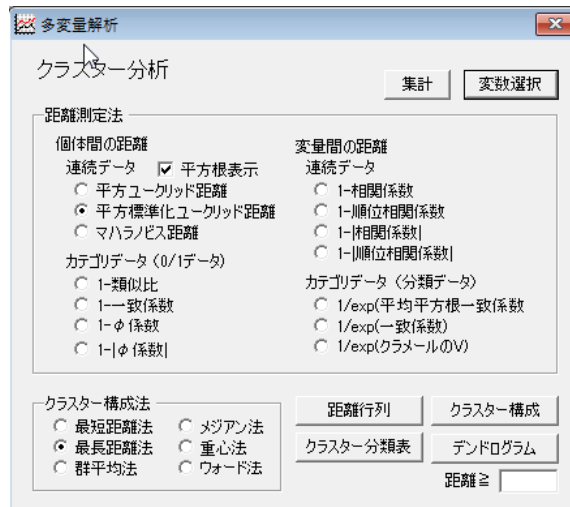 多変量解析
クラスター分析
集計
変数選択
距離測定法
個体間の距離
連続データ 平方根表示
平方ユークリッド距離
平方標準化ユークリッド距離
マハラノビス距離
カテゴリデータ (0/1データ)
1-類似比
1-一致係数
1-φ係数
1-|φ係数|
変量間の距離
連続データ
1-相関係数
1-順位相関係数
1-|相関係数|
1-|順位相関係数|
カテゴリデータ (分類データ)
1/exp(平均平方根一致係数
1/exp(一致係数)
1/exp(クラメールのV)
クラスター構成法
最短距離法 メジアン法
最長距離法 重心法
群平均法 ウォード法
距離行列 クラスター構成
クラスター分類表 デンドログラム
距離≧